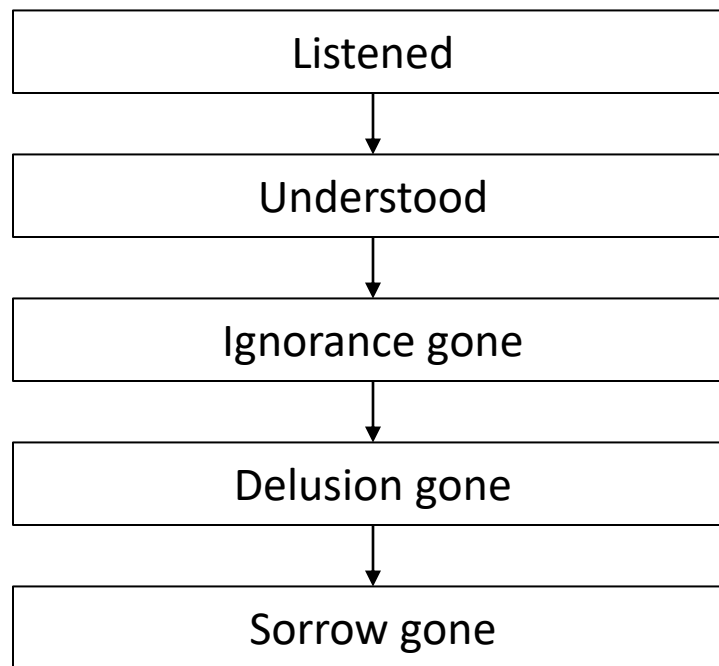 Listened
Understood
Ignorance gone
Delusion gone
Sorrow gone